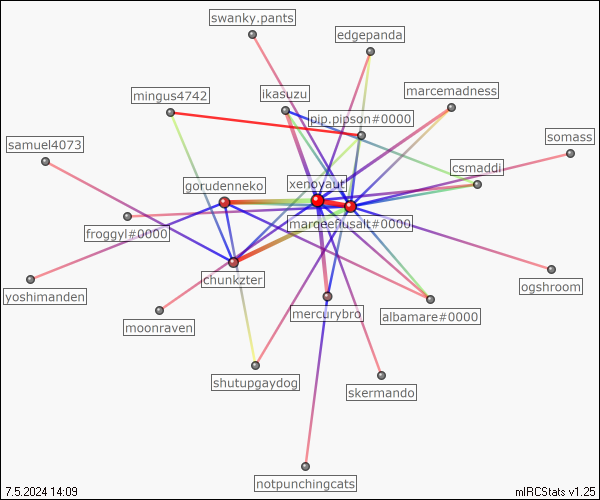 swanky.pants
edgepanda
mingus4742
ikasuzu
marcemadness
pip.pipson#0000
samuel4073
somass
csmaddi
gorudenneko
xenoyaut
marqeeflusalt#0000
froggyl#0000
chunkzter
yoshimanden
ogshroom
moonraven
mercurybro
albamare#0000
shutupgaydog
skermando
notpunchingcats
7.5.2024 14:09
mIRCStats v1.25